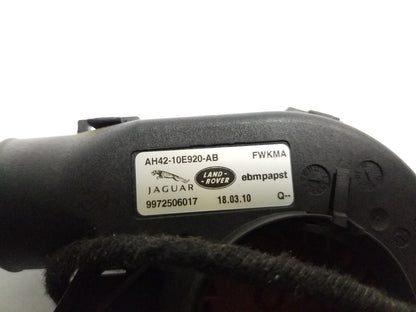 AH42-10E920-AB FWKMA
JAGUAR LAND-ROVER ebmpapst
9972506017 18.03.10 Q--